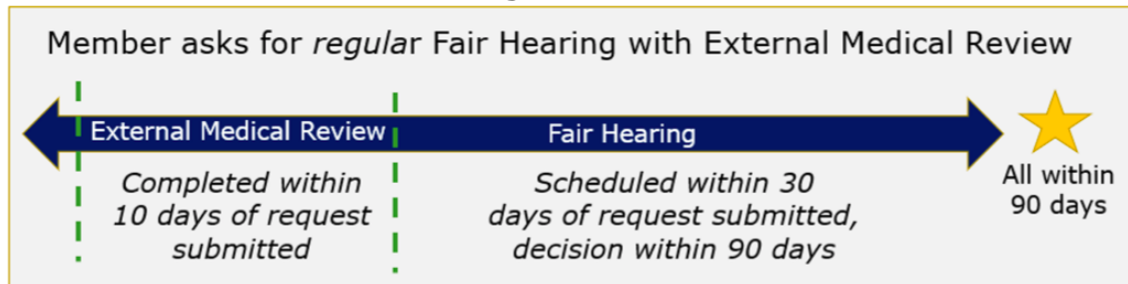 Member asks for regular Fair Hearing with External Medical Review
External Medical Review
Fair Hearing
Completed within
10 days of request
submitted
Scheduled within 30
days of request submitted,
decision within 90 days
All within
90 days